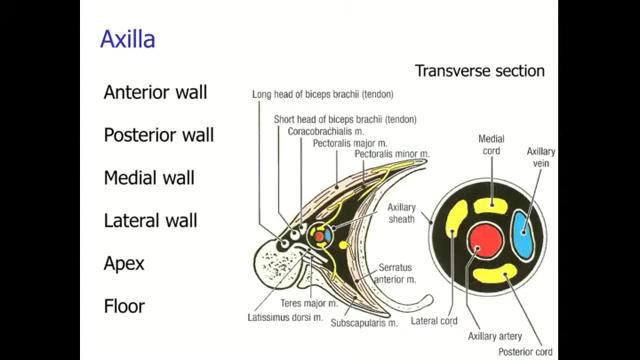 Axilla
Transverse section
Anterior wall
Posterior wall
Medial wall
Lateral wall
Apex
Floor
Long head of biceps brachii (tendon)
Short head of biceps brachii (tendon)
Coracobrachialis m.
Pectoralis major m.
Pectoralis minor m.
Axillary
sheath
Serratus
anterior m.
Teres major m.
Latissimus dorsi m.
Subscapularis m.
Medial
cord
Axillary
vein
Lateral cord
Axillary artery
Posterior cord